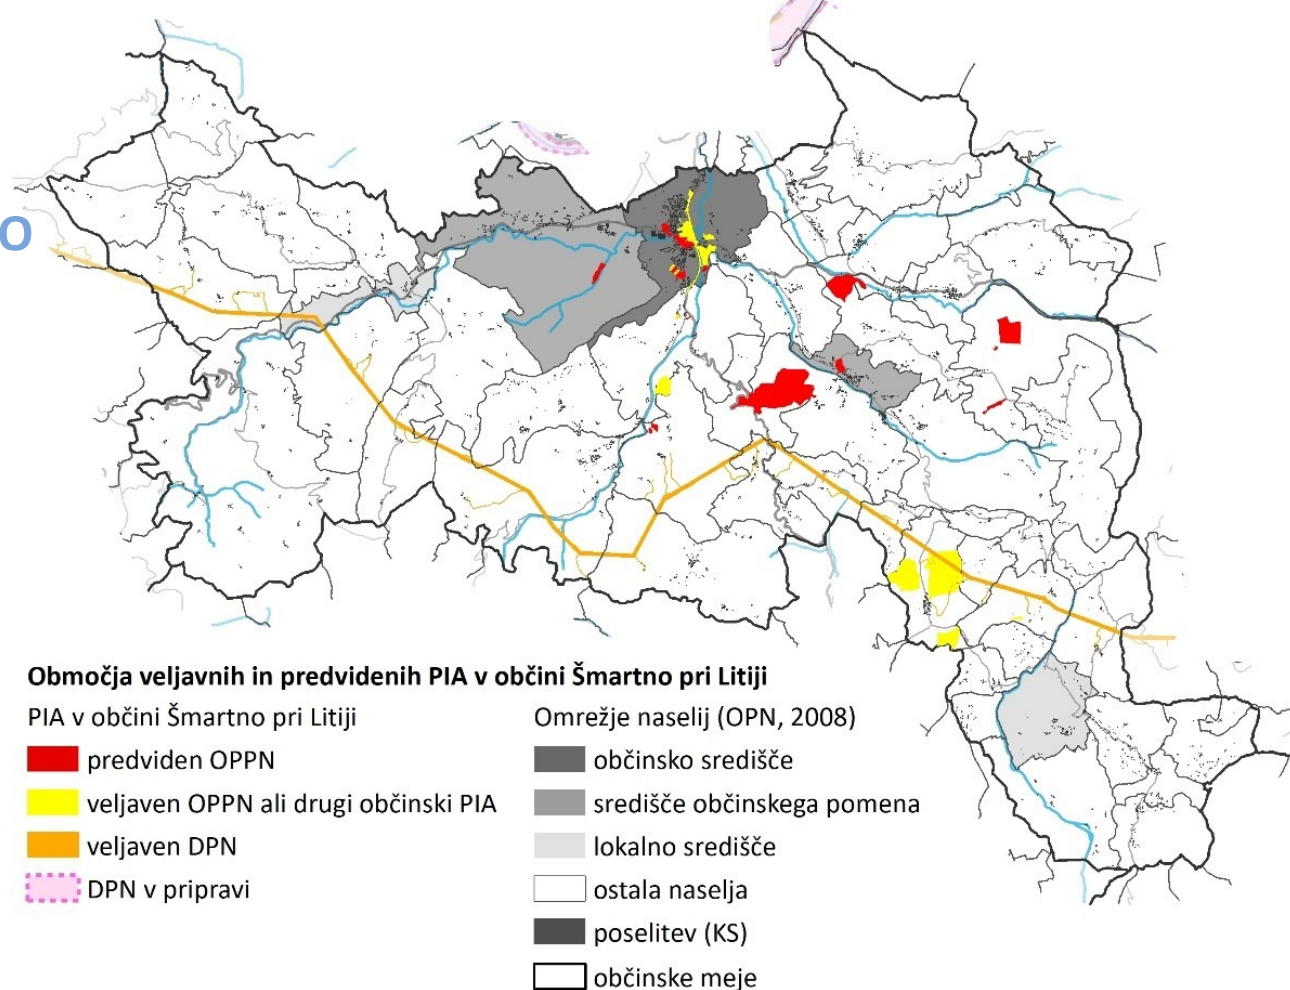 o
Območja veljavnih in predvidenih PIA v občini Šmartno pri Litiji
PIA v občini Šmartno pri Litiji
predviden OPPN
veljaven OPPN ali drugi občinski PIA
veljaven DPN
DPN v pripravi
Omrežje naselij (OPN, 2008)
občinsko središče
središče občinskega pomena
lokalno središče
ostala naselja
poselitev (KS)
občinske meje